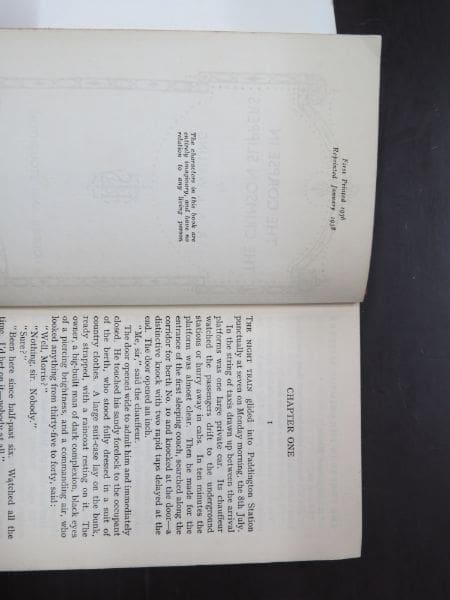 First Printed 1936
Reprinted January 1938
The characters in this book are
entirely imaginary, and have no
relation to any living person
CHAPTER ONE
I
THE NIGHT TRAIN glided into Paddington Station
punctually at seven on Monday morning, the 8th July.
In the string of taxis drawn up between the arrival
platforms was one large private car. Its chauffeur
watched the passengers drift to the underground
stations or hurry away in cabs. In ten minutes the
platform was almost clear. Then he made for the
entrance of the first sleeping coach, searched along the
corridor for berth No. 10 and knocked at the door—a
distinctive knock with two rapid taps delayed at the
end. The door opened an inch.
"Me, sir," said the chauffeur.
The door opened wide to admit him and immediately
closed. He touched his sandy forelock to the occupant
of the berth, who stood fully dressed in a suit of
country clothes. A large suit-case lay on the bunk,
ready strapped, with a raincoat resting on it. The
owner, a big-built man of dark complexion, black eyes
of a piercing brightness, and a commanding air, who
looked anything from thirty-five to forty, said:
"Well, Morris?"
"Nothing, sir. Nobody."
"Sure?"
"Been here since half-past six. Watched all the
time. I'd bet on it—nobody at all."